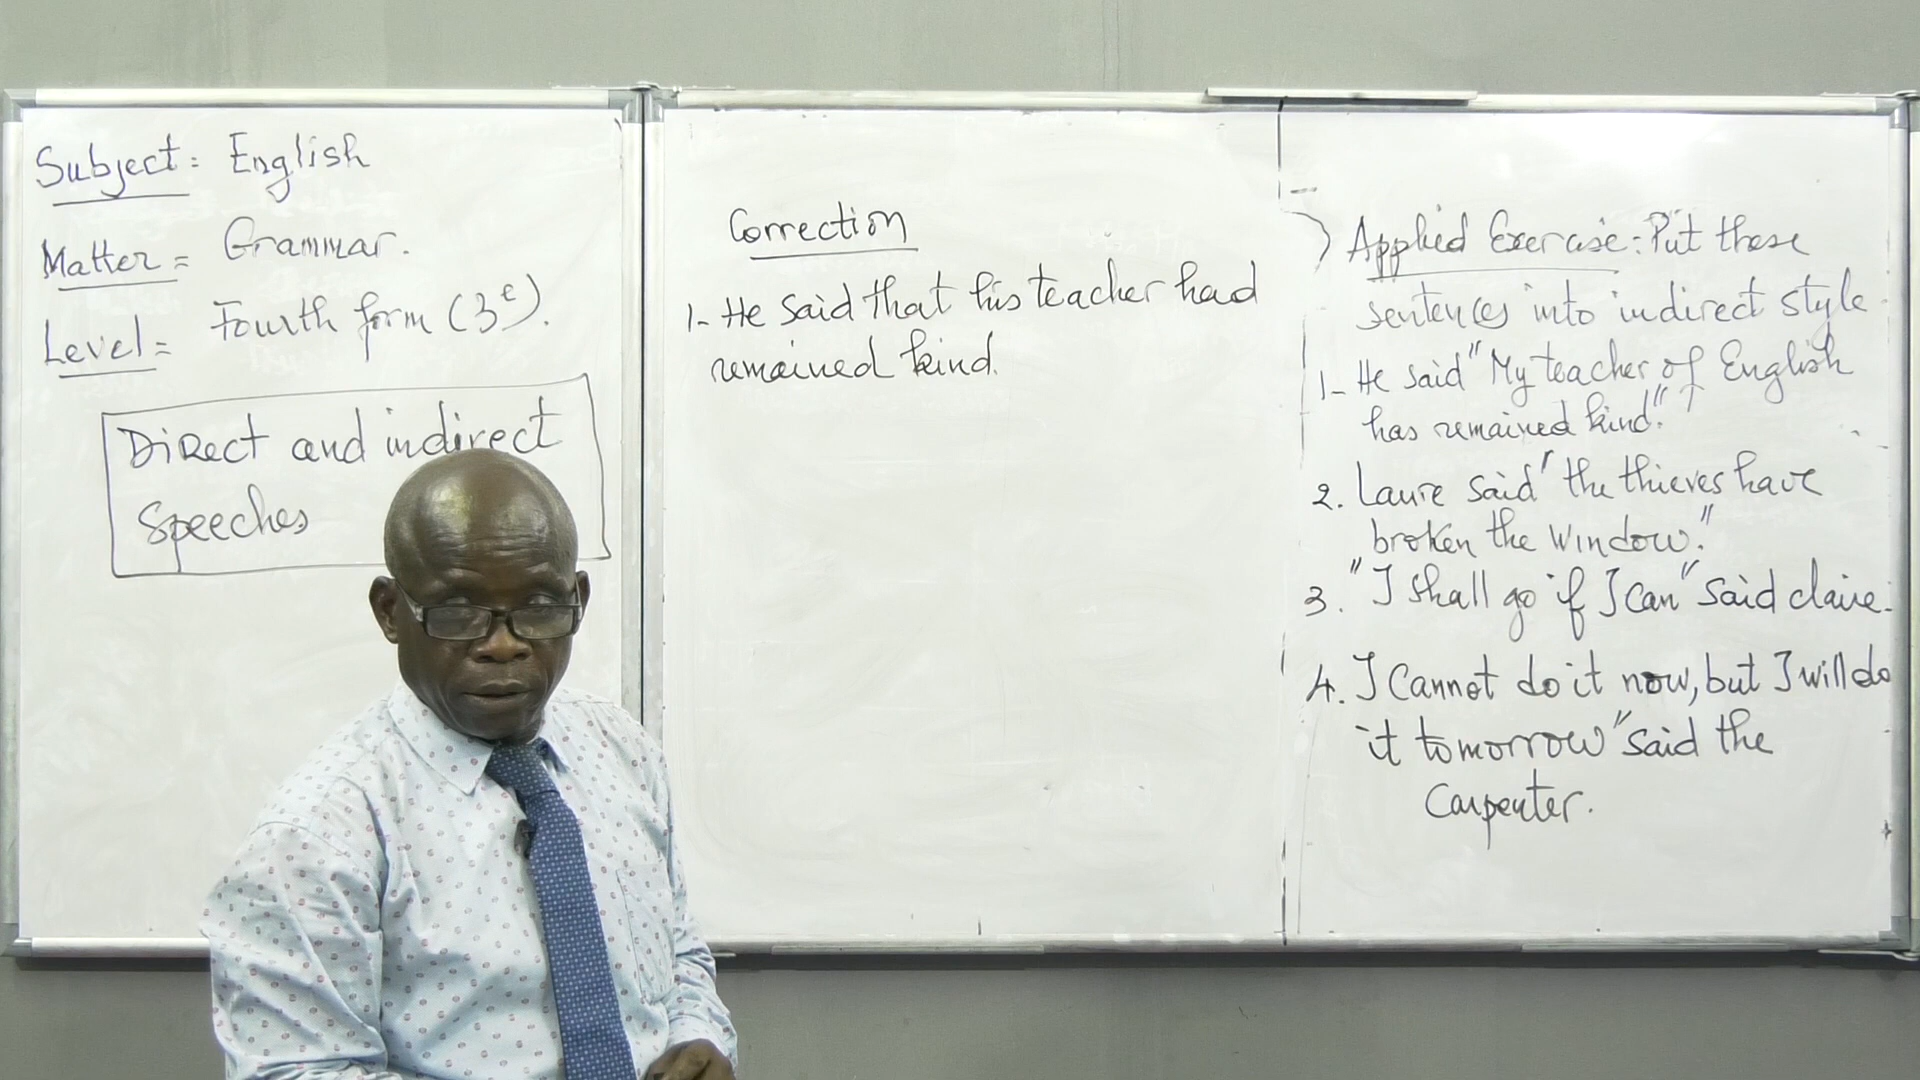 Subject: English
Matter = Grammar.
Level = Fourth form (3e).
Direct and indirect
Speeches
Correction
1- He said that his teacher had
remained kind.
Applied Exercise: Put these
sentences into indirect style.
1- He said "My teacher of English
has remained kind."
2. Laure said "the thieves have
broken the window."
3. "I shall go if I can" said claire.
4. I cannot do it now, but I will do
it tomorrow" said the
Carpenter.